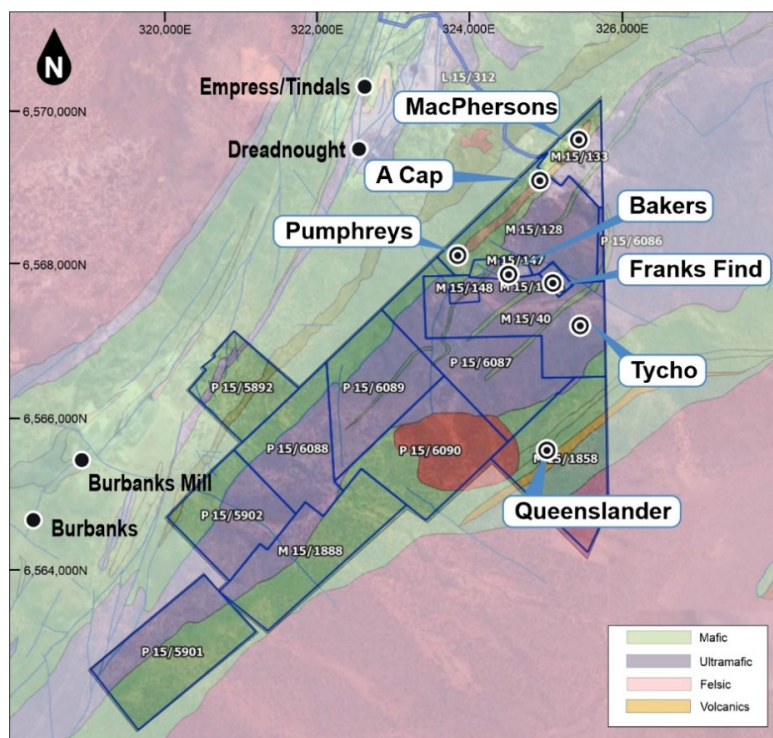 320,000E
322,000E
324,000E
326,000E
N
L 15/312
Empress/Tindals
MacPhersons
6,570,000N
Dreadnought
M 15/133
A Cap
Bakers
Pumphreys
M 15/128
P 15/6086
6,568,000N
M 15/147
Franks Find
M 15/148
M 15/40
P 15/6087
Tycho
P 15/5892
P 15/6089
6,566,000N
P 15/6088
P 15/6090
M 15/1858
Burbanks Mill
Queenslander
P 15/5902
Burbanks
M 15/1888
6,564,000N
P 15/5901
Mafic
Ultramafic
Felsic
Volcanics